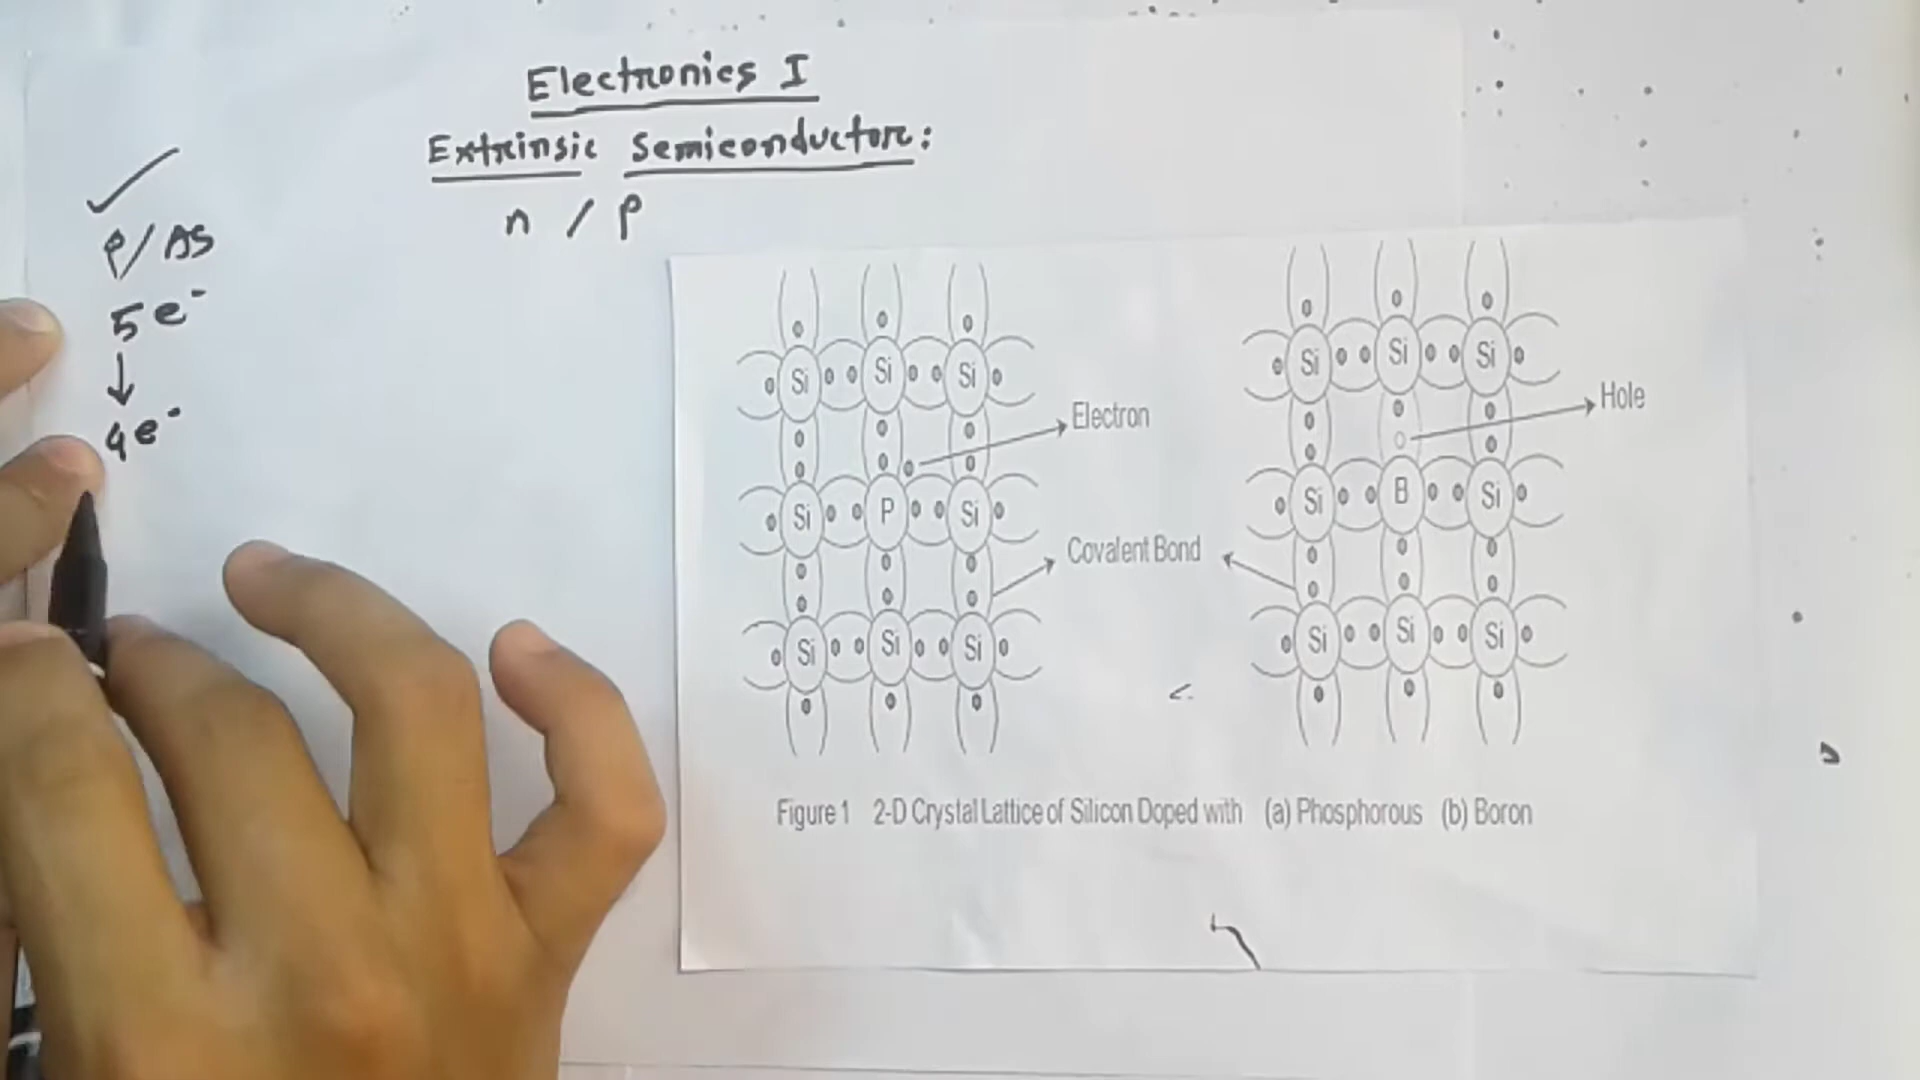 Electronics I
Extrinsic Semiconductor:
n / p
P/AS
5e-
↓
4e-
Si Si Si
Si P Si
Si Si Si
Electron
Covalent Bond
Si Si Si
Si B Si
Si Si Si
Hole
Figure 1 2-D Crystal Lattice of Silicon Doped with (a) Phosphorous (b) Boron